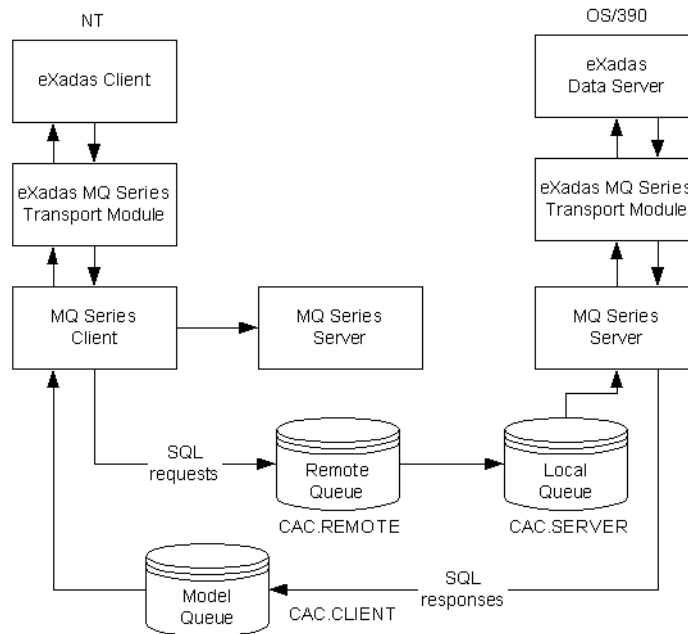 NT
OS/390
eXadas Client
eXadas
Data Server
eXadas MQ Series
Transport Module
eXadas MQ Series
Transport Module
MQ Series
Client
MQ Series
Server
MQ Series
Server
SQL
requests
Remote
Queue
Local
Queue
CAC.REMOTE
CAC.SERVER
Model
Queue
CAC.CLIENT
SQL
responses